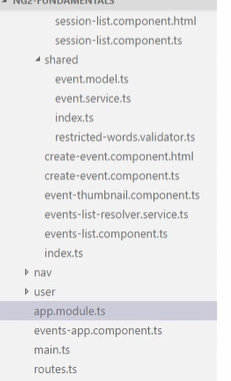 NG2-FUNDAMENTALS
session-list.component.html
session-list.component.ts
shared
event.model.ts
event.service.ts
index.ts
restricted-words.validator.ts
create-event.component.html
create-event.component.ts
event-thumbnail.component.ts
events-list-resolver.service.ts
events-list.component.ts
index.ts
nav
user
app.module.ts
events-app.component.ts
main.ts
routes.ts